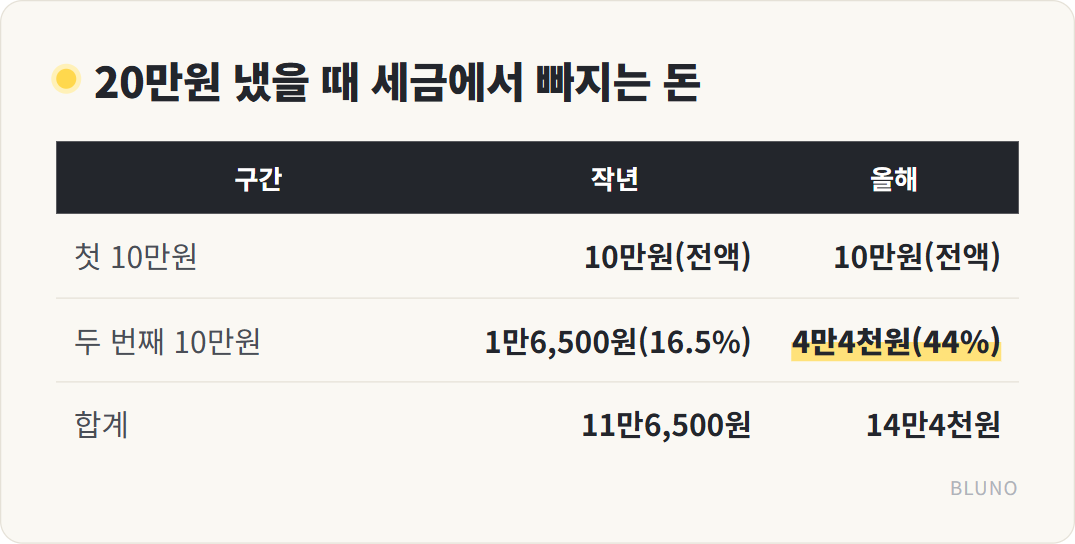 20만원 냈을 때 세금에서 빠지는 돈
구간 작년 올해
첫 10만원 10만원(전액) 10만원(전액)
두 번째 10만원 1만6,500원(16.5%) 4만4천원(44%)
합계 11만6,500원 14만4천원
BLUNO